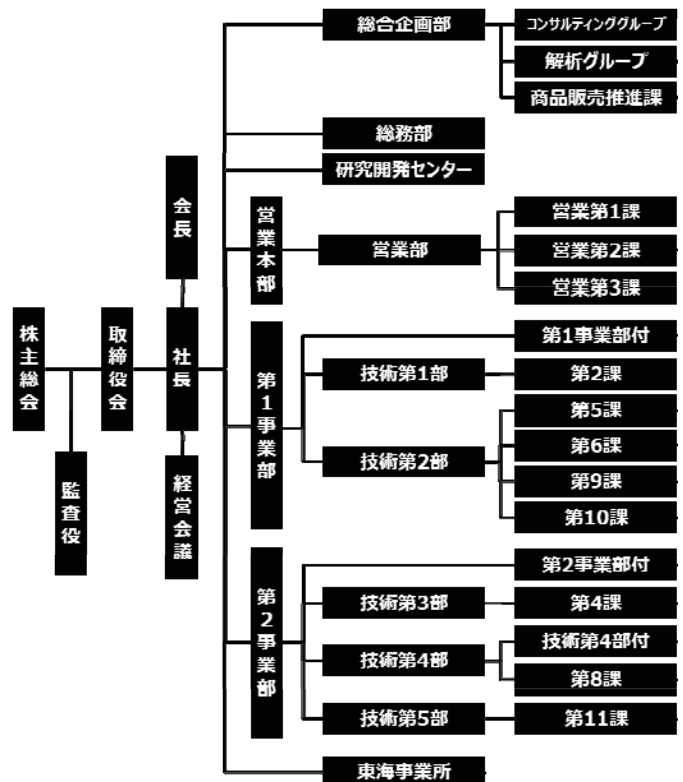 株主総会
監査役
取締役会
会長
社長
経営会議
総合企画部
コンサルティンググループ
解析グループ
商品販売推進課
総務部
研究開発センター
営業本部
営業部
営業第1課
営業第2課
営業第3課
第1事業部
第1事業部付
技術第1部
第2課
技術第2部
第5課
第6課
第9課
第10課
第2事業部
第2事業部付
技術第3部
第4課
技術第4部
技術第4部付
第8課
技術第5部
第11課
東海事業所